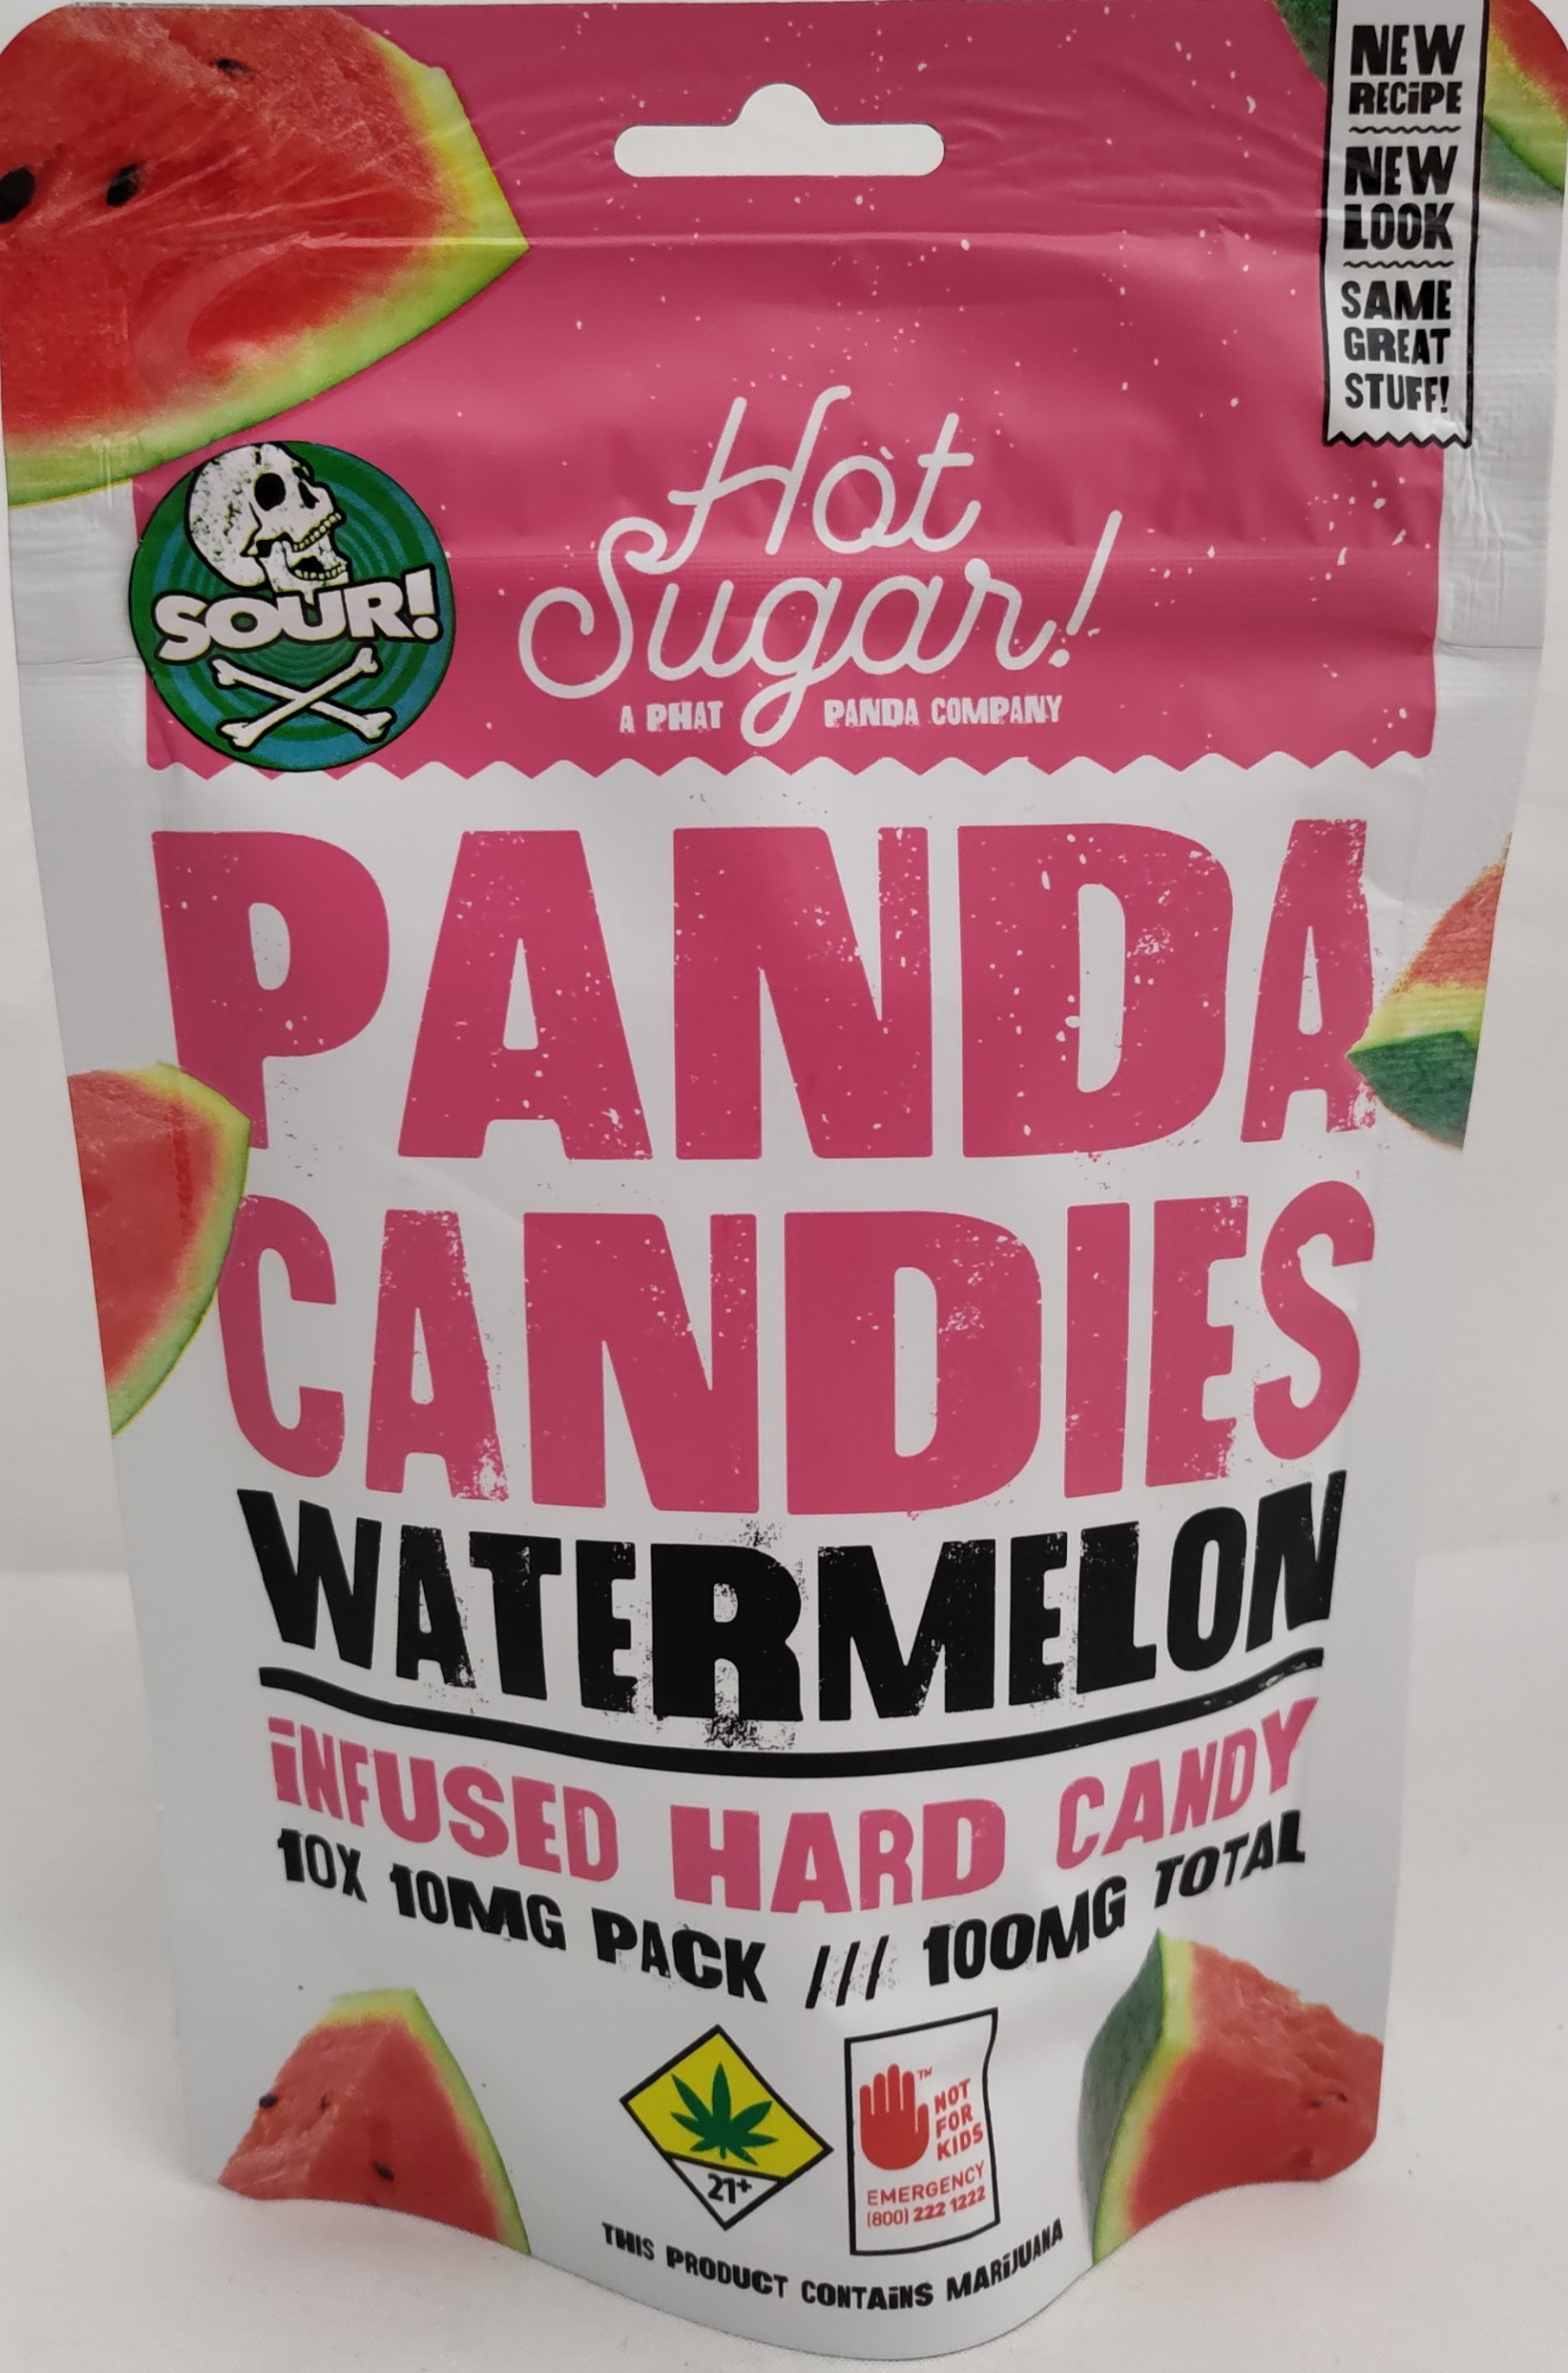 NEW
RECiPE
NEW
LOOK
SAME
GREAT
STUFF!
SOUR!
Hot
Sugar!
A PHAT PANDA COMPANY
PANDA
CANDIES
WATERMELON
iNFUSED HARD CANDY
10X 10MG PACK /// 100MG TOTAL
21+
™
NOT
FOR
KIDS
EMERGENCY
(800) 222 1222
THIS PRODUCT CONTAiNS MARiJUANA